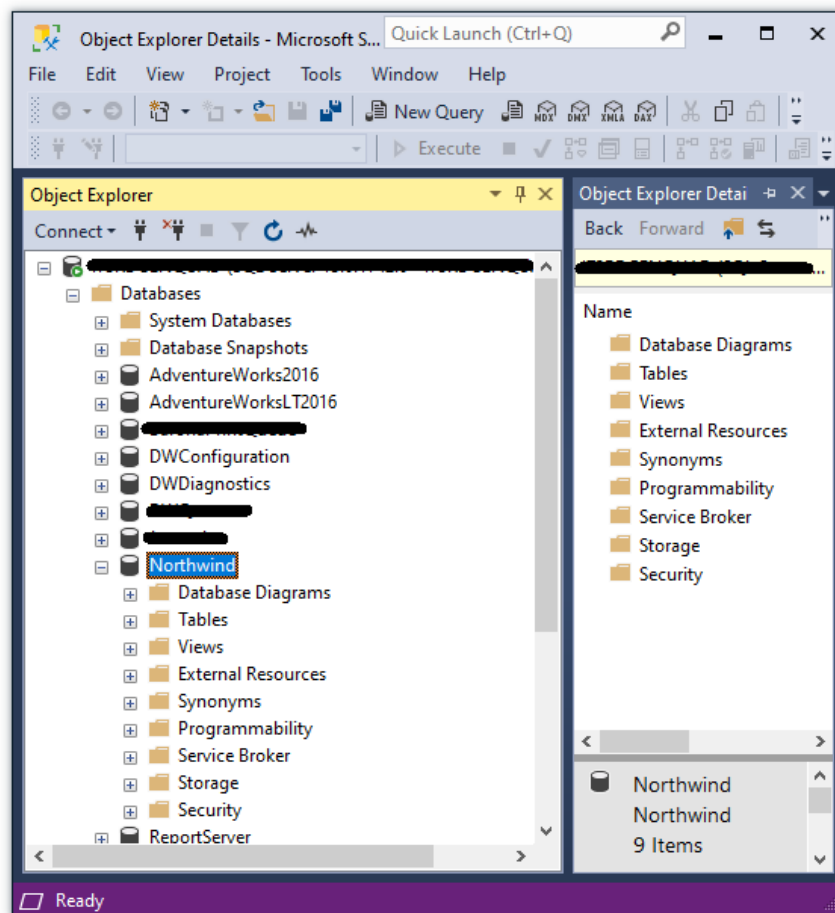 Object Explorer Details - Microsoft S... Quick Launch (Ctrl+Q)
File Edit View Project Tools Window Help
New Query MDX DMX XMLA DAX
Execute
Object Explorer
Connect
Databases
System Databases
Database Snapshots
AdventureWorks2016
AdventureWorksLT2016
DWConfiguration
DWDiagnostics
Northwind
Database Diagrams
Tables
Views
External Resources
Synonyms
Programmability
Service Broker
Storage
Security
ReportServer
Object Explorer Detai
Back Forward
...
Name
Database Diagrams
Tables
Views
External Resources
Synonyms
Programmability
Service Broker
Storage
Security
Northwind
Northwind
9 Items
Ready